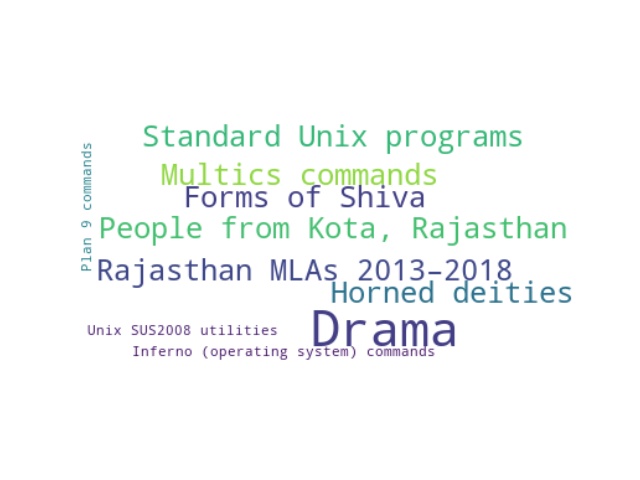 Standard Unix programs
Plan 9 commands
Multics commands
Forms of Shiva
People from Kota, Rajasthan
Rajasthan MLAs 2013–2018
Horned deities
Drama
Unix SUS2008 utilities
Inferno (operating system) commands